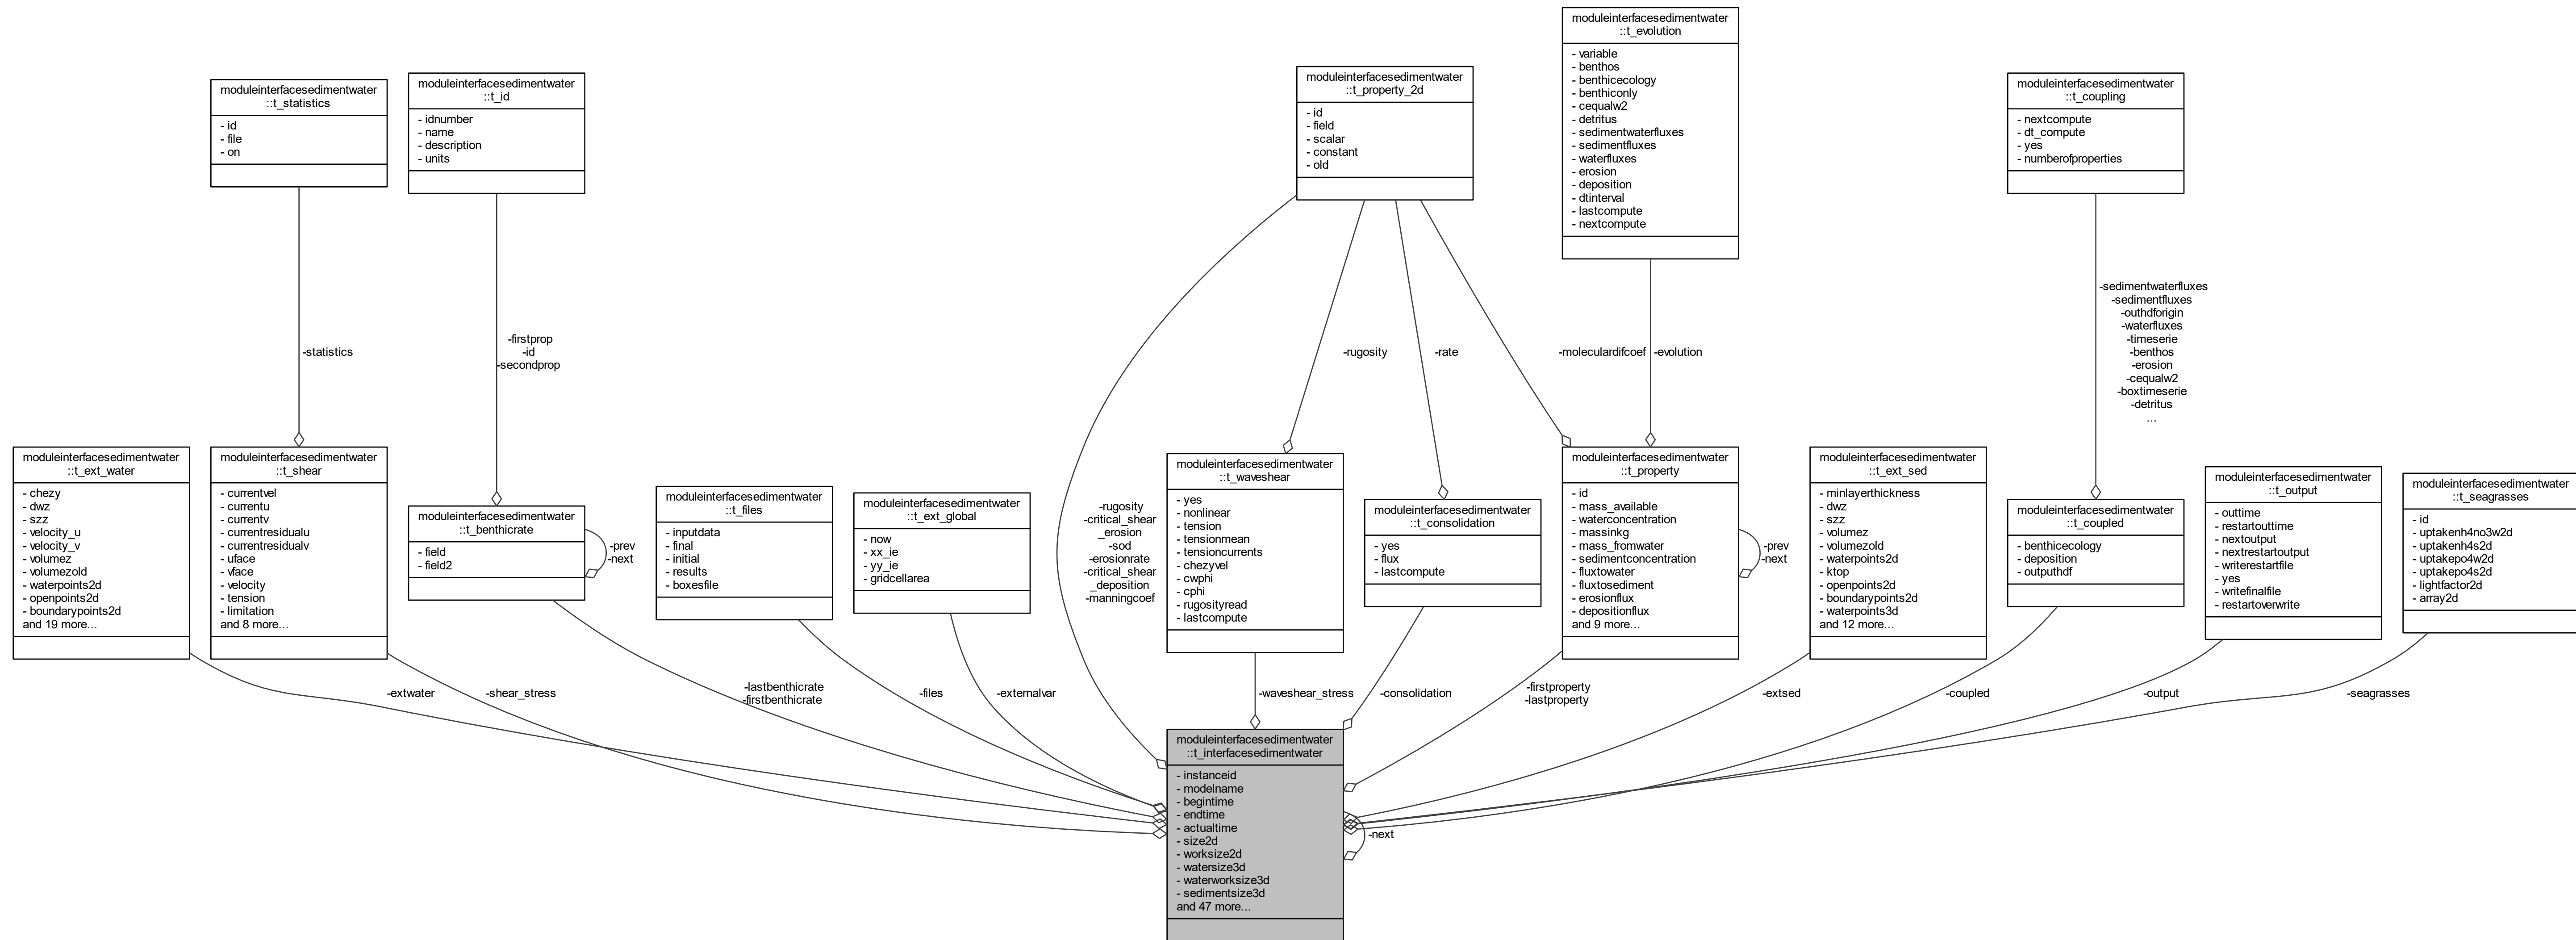 moduleinterfacesedimentwater
::t_evolution
- variable
- benthos
- benthicecology
- benthiconly
- cequalw2
- detritus
- sedimentwaterfluxes
- sedimentfluxes
- waterfluxes
- erosion
- deposition
- dtinterval
- lastcompute
- nextcompute
moduleinterfacesedimentwater
::t_statistics
- id
- file
- on
moduleinterfacesedimentwater
::t_id
- idnumber
- name
- description
- units
moduleinterfacesedimentwater
::t_property_2d
- id
- field
- scalar
- constant
- old
moduleinterfacesedimentwater
::t_coupling
- nextcompute
- dt_compute
- yes
- numberofproperties
-statistics
-firstprop
-id
-secondprop
-rugosity
-rate
-moleculardifcoef
-evolution
-sedimentwaterfluxes
-sedimentfluxes
-outhdforigin
-waterfluxes
-timeserie
-benthos
-erosion
-cequalw2
-boxtimeserie
-detritus
...
moduleinterfacesedimentwater
::t_ext_water
- chezy
- dwz
- szz
- velocity_u
- velocity_v
- volumez
- volumezold
- waterpoints2d
- openpoints2d
- boundarypoints2d
and 19 more...
moduleinterfacesedimentwater
::t_shear
- currentvel
- currentu
- currentv
- currentresidualu
- currentresidualv
- uface
- vface
- velocity
- tension
- limitation
and 8 more...
moduleinterfacesedimentwater
::t_benthicrate
- field
- field2
-prev
-next
moduleinterfacesedimentwater
::t_files
- inputdata
- final
- initial
- results
- boxesfile
moduleinterfacesedimentwater
::t_ext_global
- now
- xx_ie
- yy_ie
- gridcellarea
-rugosity
-critical_shear
_erosion
-sod
-erosionrate
-critical_shear
_deposition
-manningcoef
moduleinterfacesedimentwater
::t_waveshear
- yes
- nonlinear
- tension
- tensionmean
- tensioncurrents
- chezyvel
- cwphi
- cphi
- rugosityread
- lastcompute
moduleinterfacesedimentwater
::t_consolidation
- yes
- flux
- lastcompute
moduleinterfacesedimentwater
::t_property
- id
- mass_available
- waterconcentration
- massinkg
- mass_fromwater
- sedimentconcentration
- fluxtowater
- fluxtosediment
- erosionflux
- depositionflux
and 9 more...
-prev
-next
moduleinterfacesedimentwater
::t_ext_sed
- minlayerthickness
- dwz
- szz
- volumez
- volumezold
- waterpoints2d
- ktop
- openpoints2d
- boundarypoints2d
- waterpoints3d
and 12 more...
moduleinterfacesedimentwater
::t_coupled
- benthicecology
- deposition
- outputhdf
moduleinterfacesedimentwater
::t_output
- outtime
- restartouttime
- nextoutput
- nextrestartoutput
- writerestartfile
- yes
- writefinalfile
- restartoverwrite
moduleinterfacesedimentwater
::t_seagrasses
- id
- uptakenh4no3w2d
- uptakenh4s2d
- uptakepo4w2d
- uptakepo4s2d
- lightfactor2d
- array2d
-extwater
-shear_stress
-lastbenthicrate
-firstbenthicrate
-files
-externalvar
-waveshear_stress
-consolidation
-firstproperty
-lastproperty
-extsed
-coupled
-output
-seagrasses
moduleinterfacesedimentwater
::t_interfacesedimentwater
- instanceid
- modelname
- begintime
- endtime
- actualtime
- size2d
- worksize2d
- watersize3d
- waterworksize3d
- sedimentsize3d
and 47 more...
-next